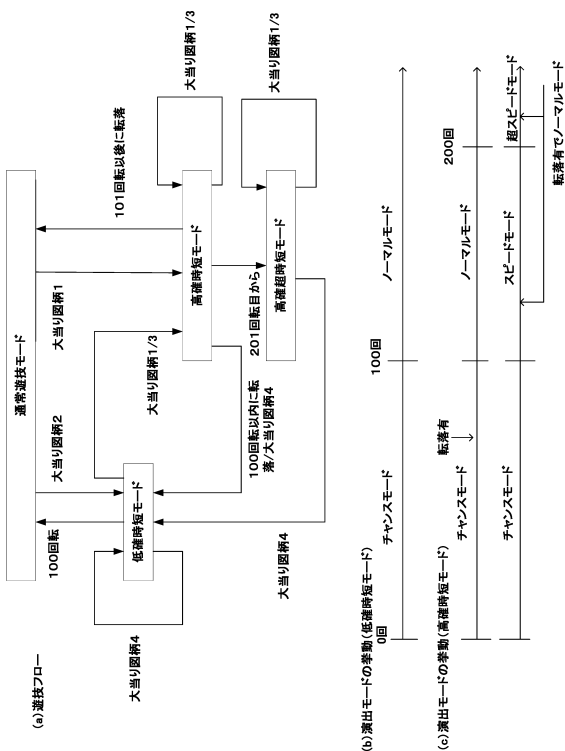 (a)遊技フロー
通常遊技モード
100回転
大当り図柄2
大当り図柄1
101回転以後に転落
大当り図柄4
低確時短モード
大当り図柄1/3
高確時短モード
大当り図柄1/3
100回転以内に転
落/大当り図柄4
201回転目から
高確超時短モード
大当り図柄1/3
大当り図柄4
(b)演出モードの挙動(低確時短モード)
0回
100回
チャンスモード
ノーマルモード
(c)演出モードの挙動(高確時短モード)
転落有
200回
チャンスモード
ノーマルモード
チャンスモード
スピードモード
超スピードモード
転落有でノーマルモード